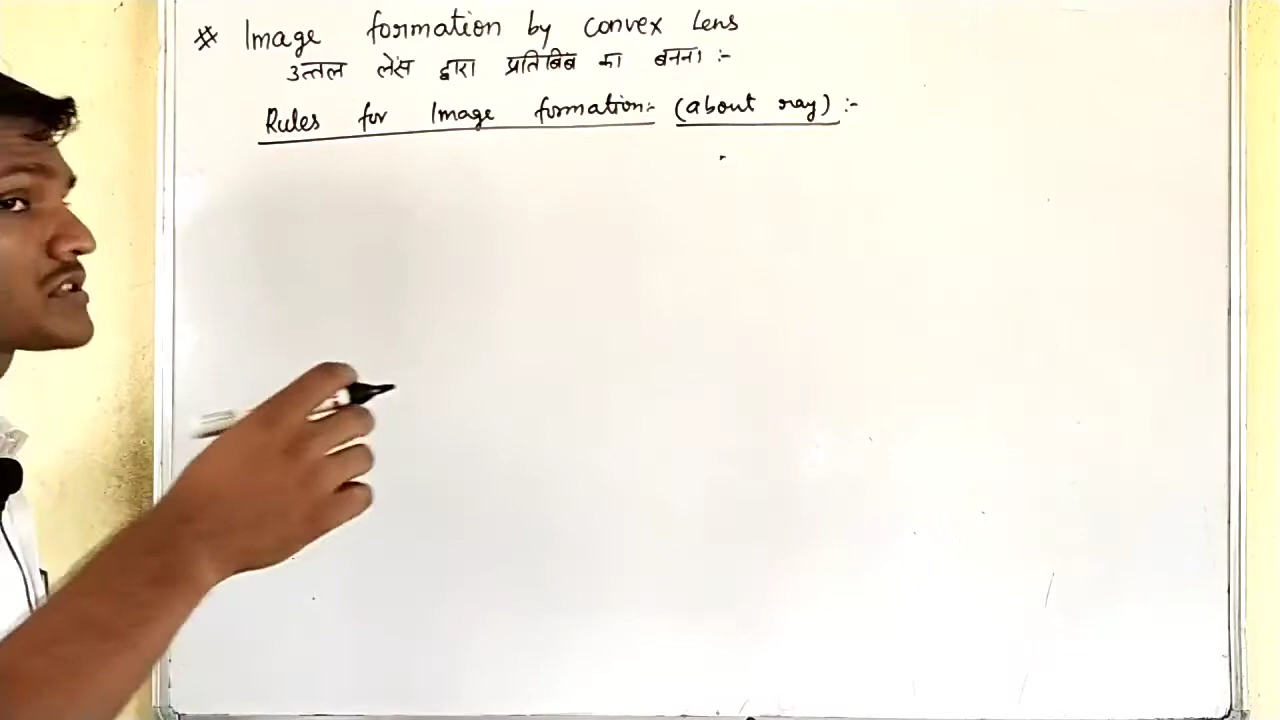 * Image formation by convex Lens
उत्तल लेंस द्वारा प्रतिबिंब का बनना :-
Rules for Image formation:- (about ray) :-